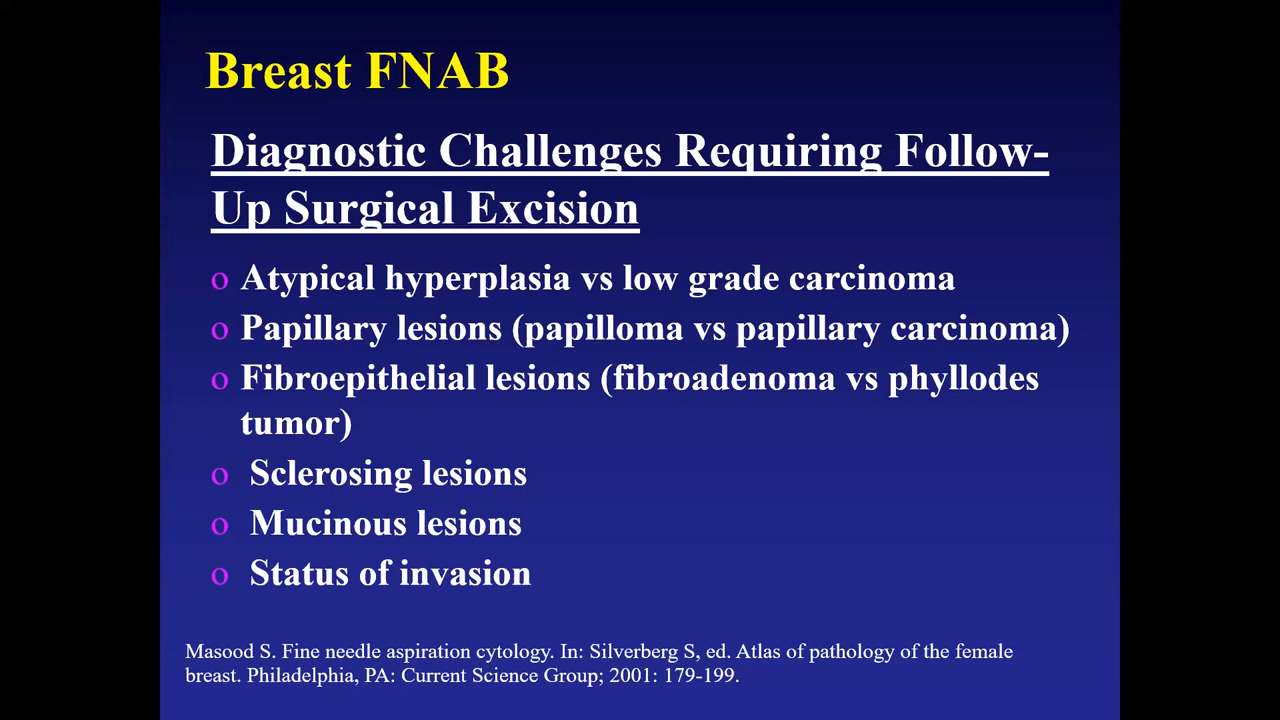 Breast FNAB
Diagnostic Challenges Requiring Follow-
Up Surgical Excision
o Atypical hyperplasia vs low grade carcinoma
o Papillary lesions (papilloma vs papillary carcinoma)
o Fibroepithelial lesions (fibroadenoma vs phyllodes
tumor)
o Sclerosing lesions
o Mucinous lesions
o Status of invasion
Masood S. Fine needle aspiration cytology. In: Silverberg S, ed. Atlas of pathology of the female
breast. Philadelphia, PA: Current Science Group; 2001: 179-199.